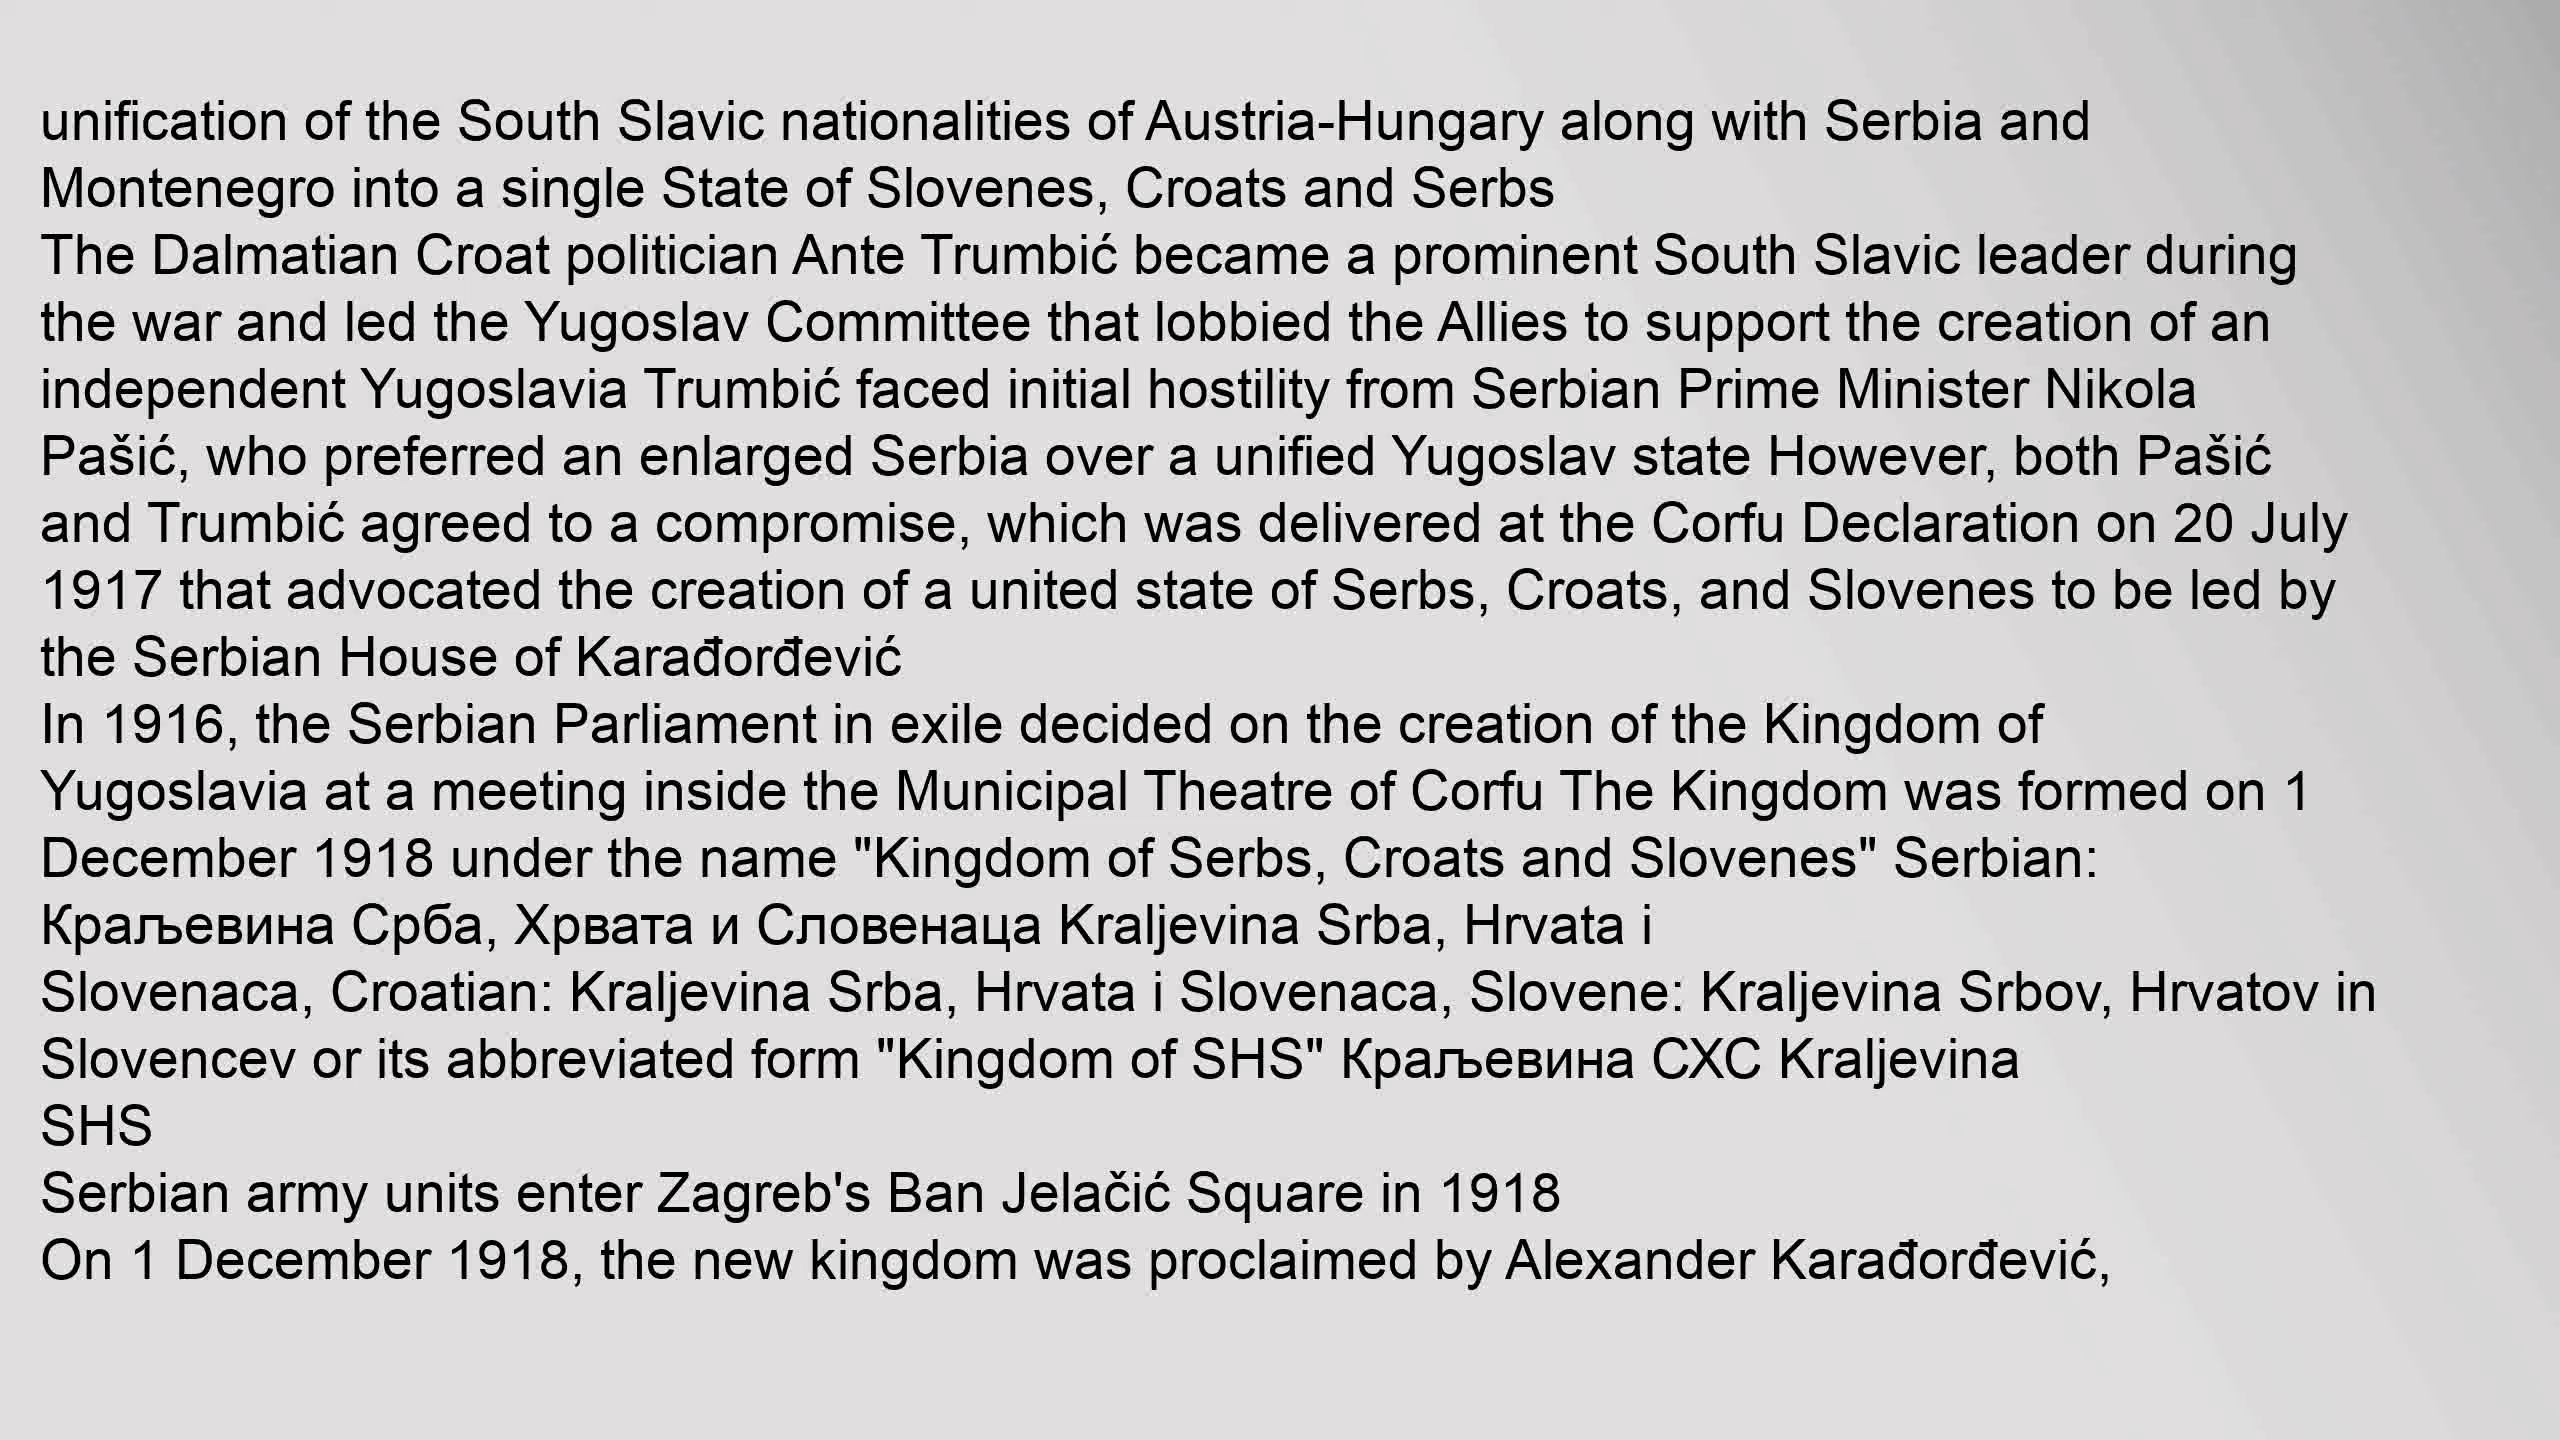 unification of the South Slavic nationalities of Austria-Hungary along with Serbia and
Montenegro into a single State of Slovenes, Croats and Serbs
The Dalmatian Croat politician Ante Trumbić became a prominent South Slavic leader during
the war and led the Yugoslav Committee that lobbied the Allies to support the creation of an
independent Yugoslavia Trumbić faced initial hostility from Serbian Prime Minister Nikola
Pašić, who preferred an enlarged Serbia over a unified Yugoslav state However, both Pašić
and Trumbić agreed to a compromise, which was delivered at the Corfu Declaration on 20 July
1917 that advocated the creation of a united state of Serbs, Croats, and Slovenes to be led by
the Serbian House of Karađorđević
In 1916, the Serbian Parliament in exile decided on the creation of the Kingdom of
Yugoslavia at a meeting inside the Municipal Theatre of Corfu The Kingdom was formed on 1
December 1918 under the name "Kingdom of Serbs, Croats and Slovenes" Serbian:
Краљевина Срба, Хрвата и Словенаца Kraljevina Srba, Hrvata i
Slovenaca, Croatian: Kraljevina Srba, Hrvata i Slovenaca, Slovene: Kraljevina Srbov, Hrvatov in
Slovencev or its abbreviated form "Kingdom of SHS" Краљевина СХС Kraljevina
SHS
Serbian army units enter Zagreb's Ban Jelačić Square in 1918
On 1 December 1918, the new kingdom was proclaimed by Alexander Karađorđević,